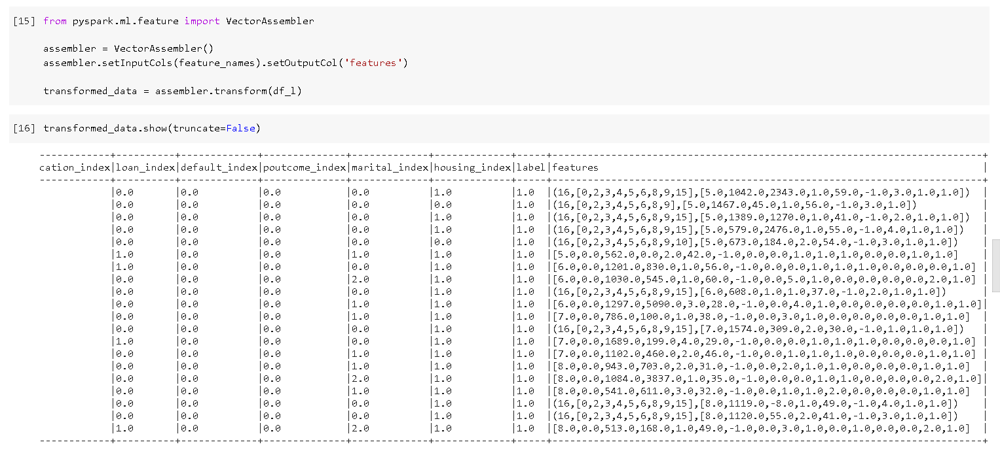 [15] from pyspark.ml.feature import VectorAssembler
assembler = VectorAssembler()
assembler.setInputCols(feature_names).setOutputCol('features')
transformed_data = assembler.transform(df_l)
[16] transformed_data.show(truncate=False)
------------+----------+-------------+--------------+-------------+-------------+-----+-------------------------------------------------------------------------+
cation_index|loan_index|default_index|poutcome_index|marital_index|housing_index|label|features                                                                 |
------------+----------+-------------+--------------+-------------+-------------+-----+-------------------------------------------------------------------------+
            |0.0       |0.0          |0.0           |0.0          |1.0          |1.0  |(16,[0,2,3,4,5,6,8,9,15],[5.0,1042.0,2343.0,1.0,59.0,-1.0,3.0,1.0,1.0])  |
            |0.0       |0.0          |0.0           |0.0          |0.0          |1.0  |(16,[0,2,3,4,5,6,8,9],[5.0,1467.0,45.0,1.0,56.0,-1.0,3.0,1.0])           |
            |0.0       |0.0          |0.0           |0.0          |1.0          |1.0  |(16,[0,2,3,4,5,6,8,9,15],[5.0,1389.0,1270.0,1.0,41.0,-1.0,2.0,1.0,1.0])  |
            |0.0       |0.0          |0.0           |0.0          |1.0          |1.0  |(16,[0,2,3,4,5,6,8,9,15],[5.0,579.0,2476.0,1.0,55.0,-1.0,4.0,1.0,1.0])   |
            |0.0       |0.0          |0.0           |0.0          |0.0          |1.0  |(16,[0,2,3,4,5,6,8,9,10],[5.0,673.0,184.0,2.0,54.0,-1.0,3.0,1.0,1.0])    |
            |1.0       |0.0          |0.0           |1.0          |1.0          |1.0  |[5.0,0.0,562.0,0.0,2.0,42.0,-1.0,0.0,0.0,1.0,1.0,1.0,0.0,0.0,1.0,1.0]    |
            |1.0       |0.0          |0.0           |0.0          |1.0          |1.0  |[6.0,0.0,1201.0,830.0,1.0,56.0,-1.0,0.0,0.0,1.0,1.0,1.0,0.0,0.0,0.0,1.0] |
            |0.0       |0.0          |0.0           |2.0          |1.0          |1.0  |[6.0,0.0,1030.0,545.0,1.0,60.0,-1.0,0.0,5.0,1.0,0.0,0.0,0.0,0.0,2.0,1.0] |
            |0.0       |0.0          |0.0           |0.0          |1.0          |1.0  |(16,[0,2,3,4,5,6,8,9,15],[6.0,608.0,1.0,1.0,37.0,-1.0,2.0,1.0,1.0])      |
            |0.0       |0.0          |0.0           |1.0          |1.0          |1.0  |[6.0,0.0,1297.0,5090.0,3.0,28.0,-1.0,0.0,4.0,1.0,0.0,0.0,0.0,0.0,1.0,1.0]|
            |0.0       |0.0          |0.0           |1.0          |1.0          |1.0  |[7.0,0.0,786.0,100.0,1.0,38.0,-1.0,0.0,3.0,1.0,0.0,0.0,0.0,0.0,1.0,1.0]  |
            |0.0       |0.0          |0.0           |0.0          |1.0          |1.0  |(16,[0,2,3,4,5,6,8,9,15],[7.0,1574.0,309.0,2.0,30.0,-1.0,1.0,1.0,1.0])   |
            |1.0       |0.0          |0.0           |0.0          |1.0          |1.0  |[7.0,0.0,1689.0,199.0,4.0,29.0,-1.0,0.0,0.0,1.0,1.0,1.0,0.0,0.0,0.0,1.0] |
            |0.0       |0.0          |0.0           |1.0          |1.0          |1.0  |[7.0,0.0,1102.0,460.0,2.0,46.0,-1.0,0.0,1.0,1.0,1.0,0.0,0.0,0.0,1.0,1.0] |
            |0.0       |0.0          |0.0           |1.0          |1.0          |1.0  |[8.0,0.0,943.0,703.0,2.0,31.0,-1.0,0.0,2.0,1.0,1.0,0.0,0.0,0.0,1.0,1.0]  |
            |0.0       |0.0          |0.0           |2.0          |1.0          |1.0  |[8.0,0.0,1084.0,3837.0,1.0,35.0,-1.0,0.0,0.0,1.0,1.0,0.0,0.0,0.0,2.0,1.0]|
            |0.0       |0.0          |0.0           |1.0          |1.0          |1.0  |[8.0,0.0,541.0,611.0,3.0,32.0,-1.0,0.0,1.0,1.0,2.0,0.0,0.0,0.0,1.0,1.0]  |
            |0.0       |0.0          |0.0           |0.0          |1.0          |1.0  |(16,[0,2,3,4,5,6,8,9,15],[8.0,1119.0,-8.0,1.0,49.0,-1.0,4.0,1.0,1.0])    |
            |0.0       |0.0          |0.0           |0.0          |1.0          |1.0  |(16,[0,2,3,4,5,6,8,9,15],[8.0,1120.0,55.0,2.0,41.0,-1.0,3.0,1.0,1.0])    |
            |1.0       |0.0          |0.0           |2.0          |1.0          |1.0  |[8.0,0.0,513.0,168.0,1.0,49.0,-1.0,0.0,3.0,1.0,0.0,1.0,0.0,0.0,2.0,1.0]  |
------------+----------+-------------+--------------+-------------+-------------+-----+-------------------------------------------------------------------------+